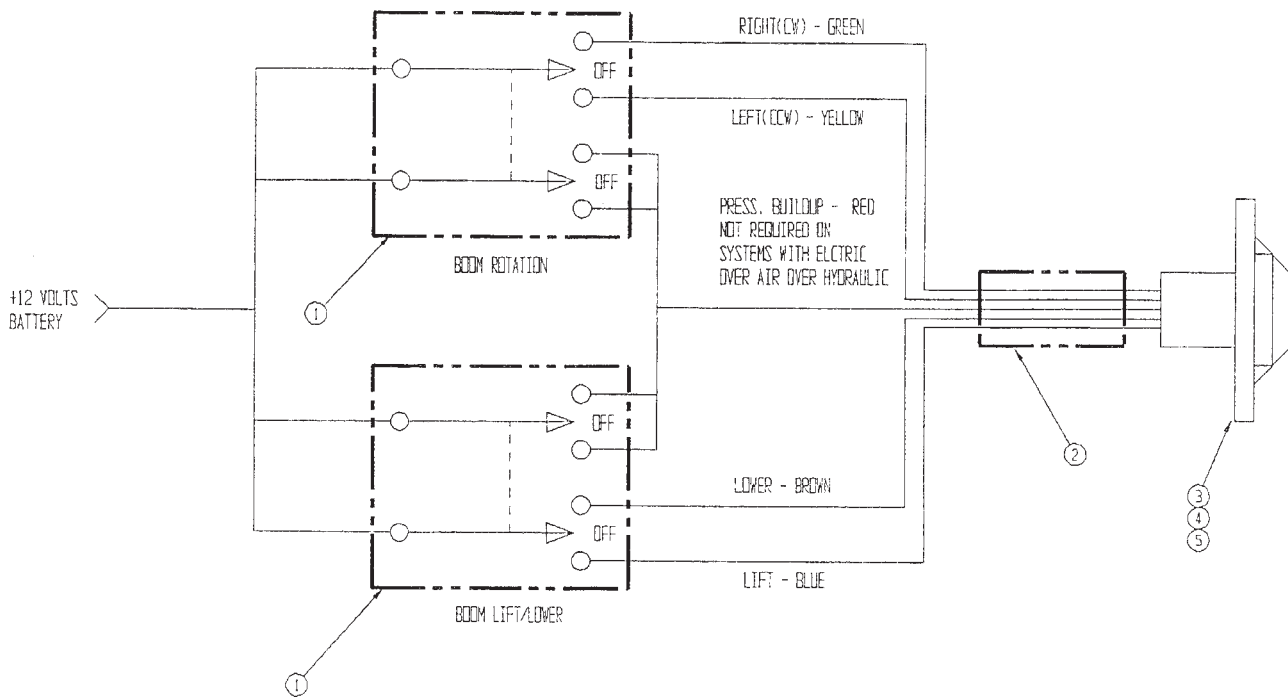 RIGHT(CW) - GREEN
OFF
LEFT(CCW) - YELLOW
OFF
PRESS. BUILDUP - RED
NOT REQUIRED ON
SYSTEMS WITH ELCTRIC
OVER AIR OVER HYDRAULIC
BOOM ROTATION
1
+12 VOLTS
BATTERY
OFF
2
LOWER - BROWN
3
4
5
OFF
LIFT - BLUE
BOOM LIFT/LOWER
1